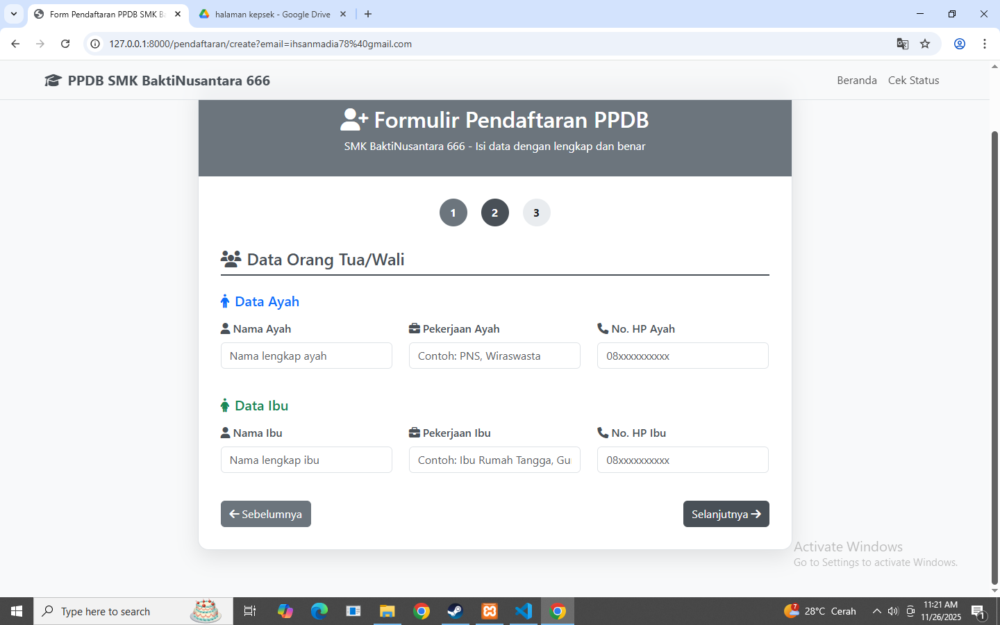 Form Pendaftaran PPDB SMK B
halaman kepsek - Google Drive
127.0.0.1:8000/pendaftaran/create?email=ihsanmadia78%40gmail.com
PPDB SMK BaktiNusantara 666
Beranda
Cek Status
Formulir Pendaftaran PPDB
SMK BaktiNusantara 666 - Isi data dengan lengkap dan benar
1 2 3
Data Orang Tua/Wali
Data Ayah
Nama Ayah
Pekerjaan Ayah
No. HP Ayah
Nama lengkap ayah
Contoh: PNS, Wiraswasta
08xxxxxxxxxx
Data Ibu
Nama Ibu
Pekerjaan Ibu
No. HP Ibu
Nama lengkap ibu
Contoh: Ibu Rumah Tangga, Gu
08xxxxxxxxxx
Sebelumnya
Selanjutnya
Activate Windows
Go to Settings to activate Windows.
Type here to search
7
28°C Cerah
11:21 AM
11/26/2025
1